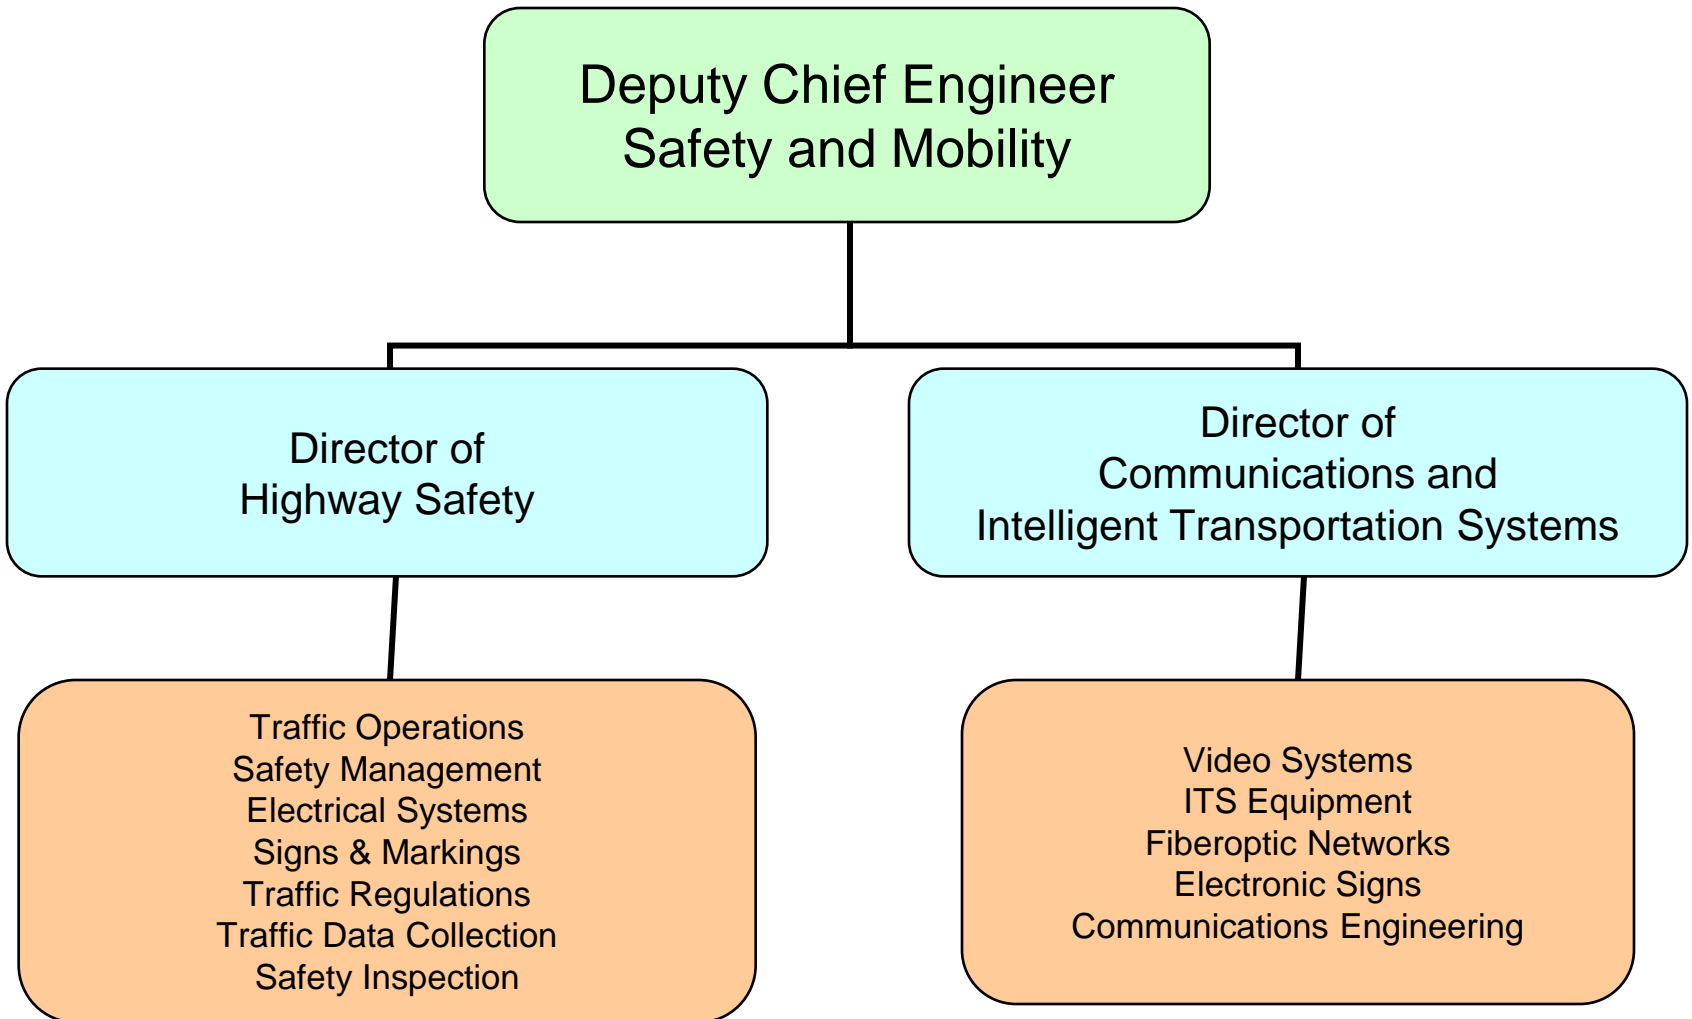 Deputy Chief Engineer
Safety and Mobility
Director of
Highway Safety
Director of
Communications and
Intelligent Transportation Systems
Traffic Operations
Safety Management
Electrical Systems
Signs & Markings
Traffic Regulations
Traffic Data Collection
Safety Inspection
Video Systems
ITS Equipment
Fiberoptic Networks
Electronic Signs
Communications Engineering